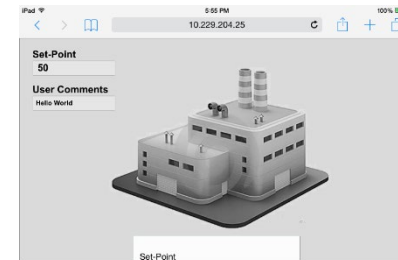 iPad
5:55 PM
100%
10.229.204.25
Set-Point
50
User Comments
Hello World
Set-Point